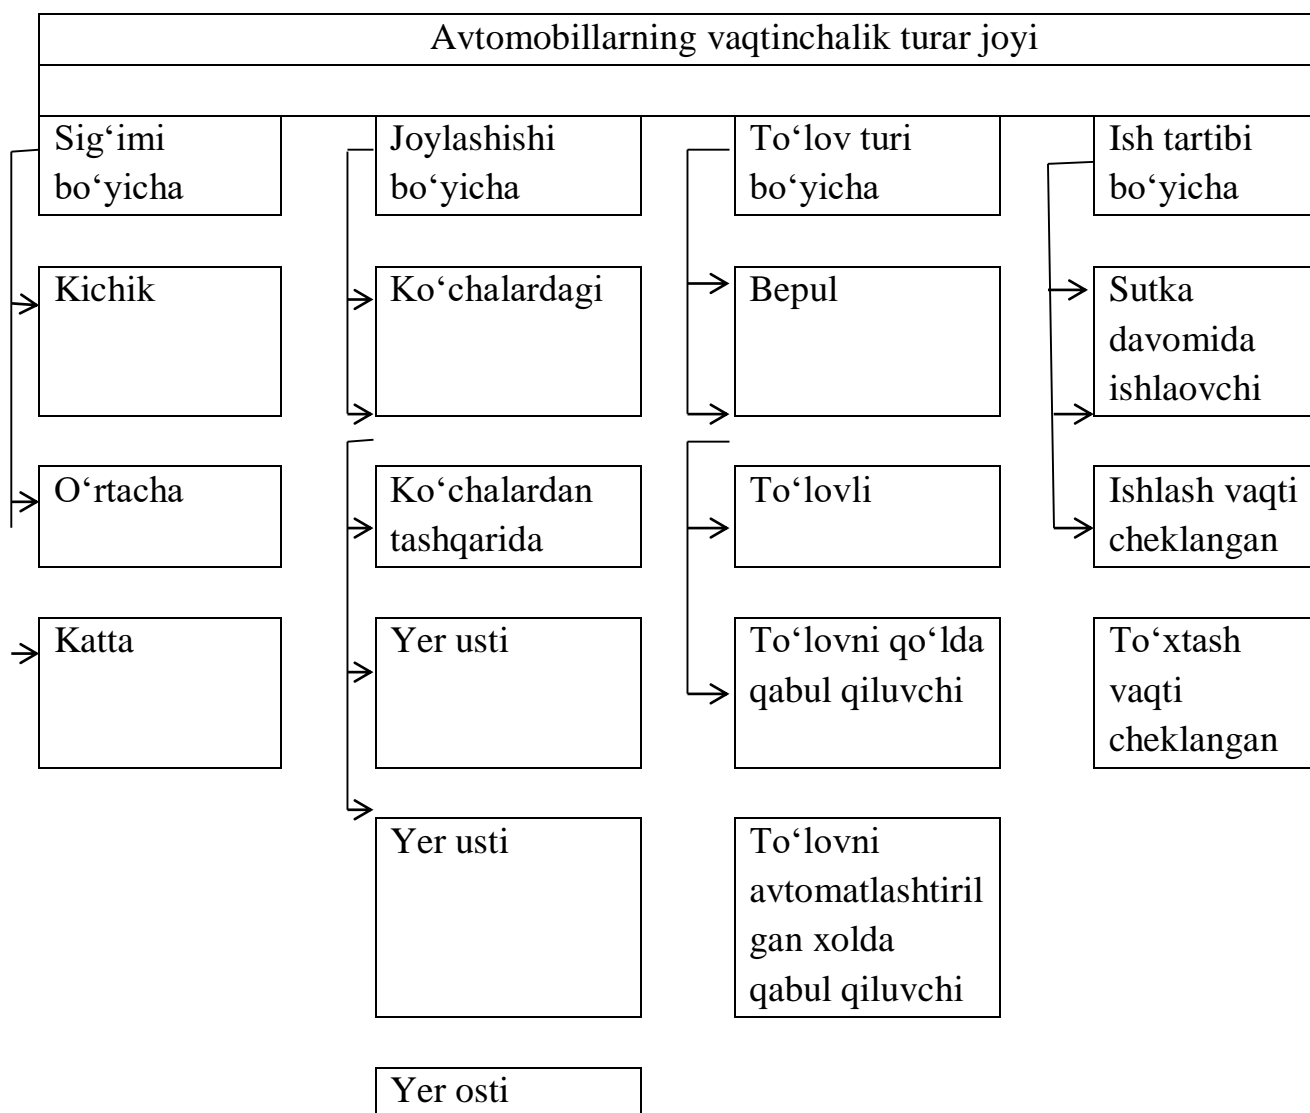 Avtomobillarning vaqtinchalik turar joyi
Sig‘imi
bo‘yicha
Joylashishi
bo‘yicha
To‘lov turi
bo‘yicha
Ish tartibi
bo‘yicha
Kichik
Ko‘chalardagi
Bepul
Sutka
davomida
ishlaovchi
O‘rtacha
Ko‘chalardan
tashqarida
To‘lovli
Ishlash vaqti
cheklangan
Katta
Yer usti
To‘lovni qo‘lda
qabul qiluvchi
To‘xtash
vaqti
cheklangan
Yer usti
To‘lovni
avtomatlashtiril
gan xolda
qabul qiluvchi
Yer osti